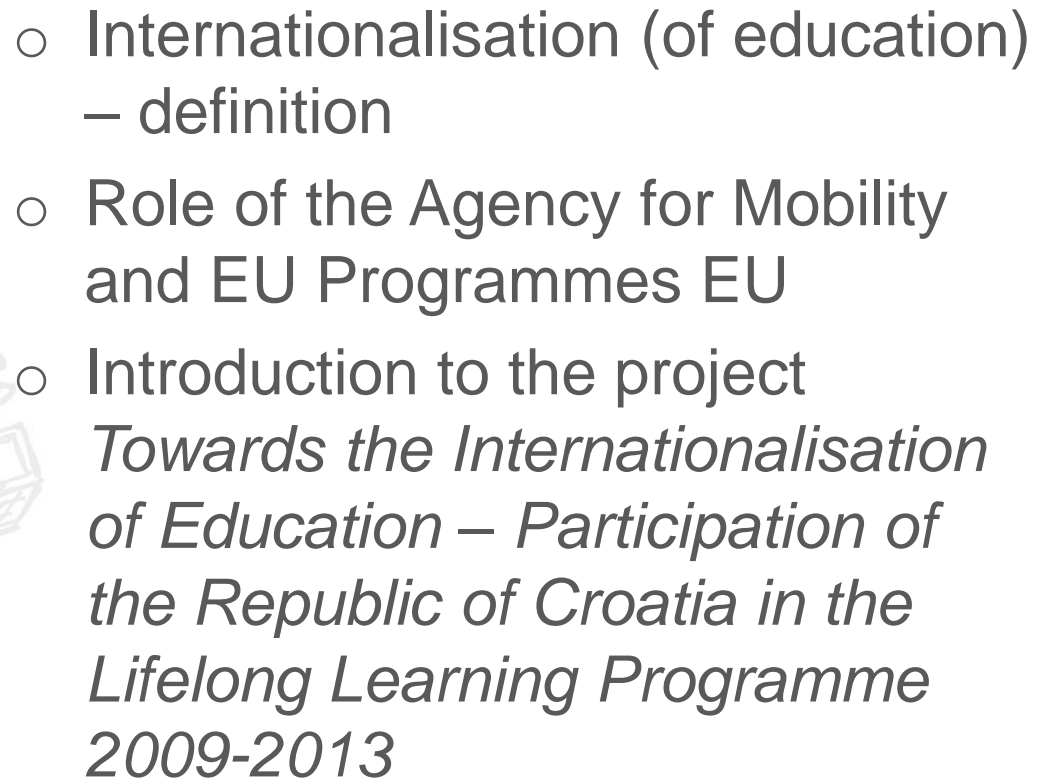 ○ Internationalisation (of education)
– definition
○ Role of the Agency for Mobility
and EU Programmes EU
○ Introduction to the project
Towards the Internationalisation
of Education – Participation of
the Republic of Croatia in the
Lifelong Learning Programme
2009-2013